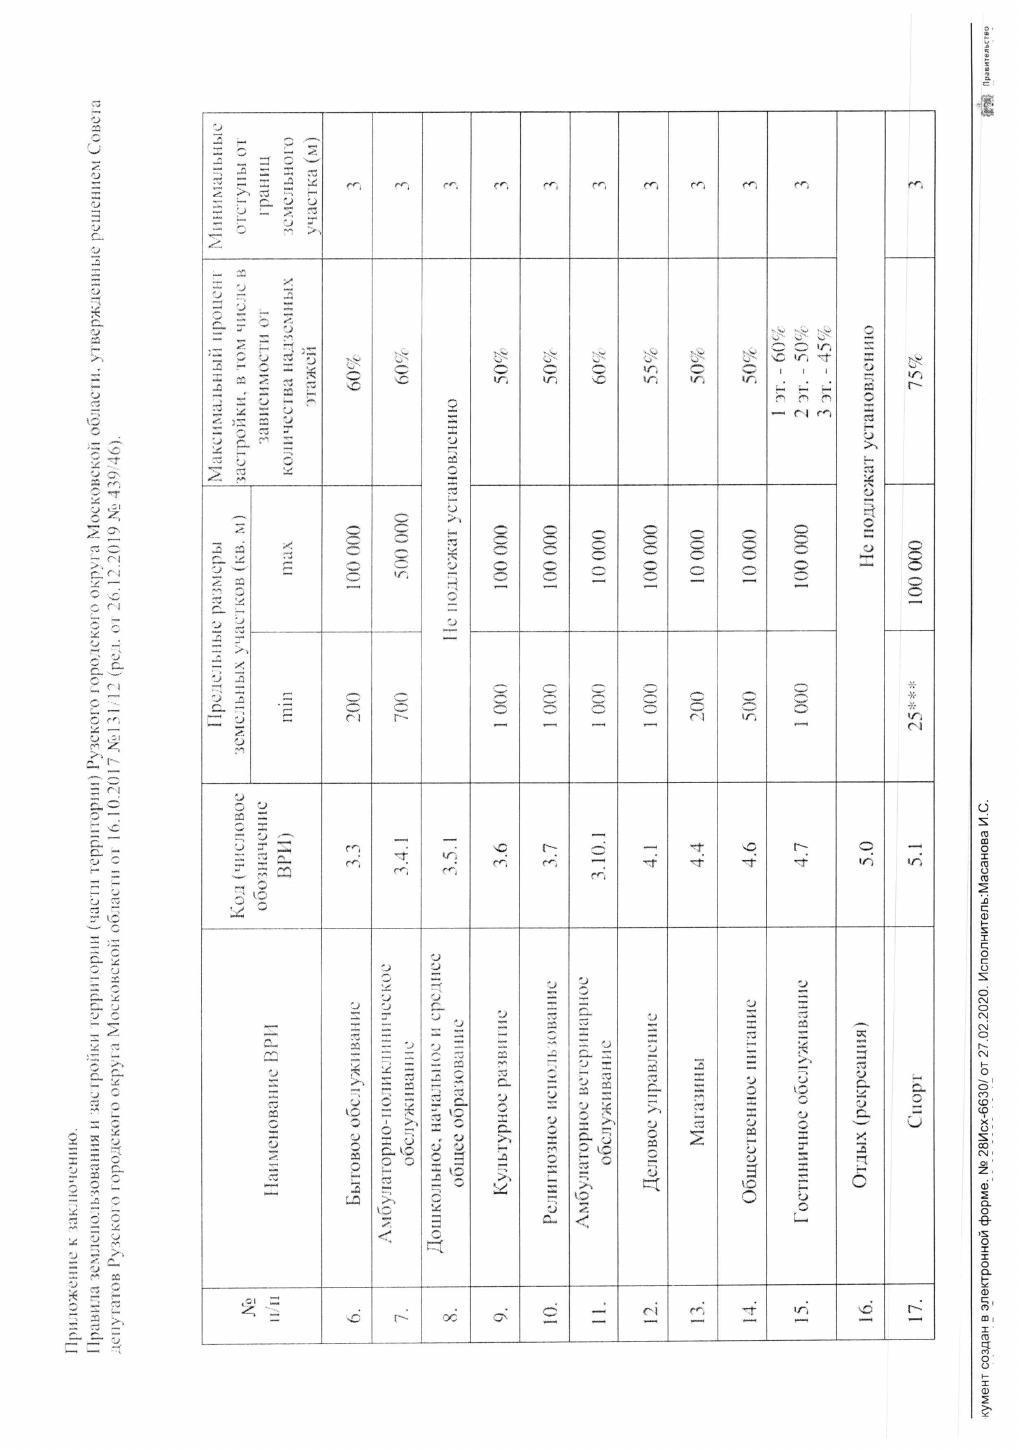 Приложение к заключению.
Правила землепользования и застройки территории (части территории) Рузского городского округа Московской области, утвержденные решением Совета
депутатов Рузского городского округа Московской области от 16.10.2017 №131/12 (ред. от 26.12.2019 № 439/46).
№ п/п
Наименование ВРИ
Код (числовое обозначение ВРИ)
Предельные размеры земельных участков (кв. м)
min
max
Максимальный процент застройки, в том числе в зависимости от количества надземных этажей
Минимальные отступы от границ земельного участка (м)
6. Бытовое обслуживание 3.3 200 100 000 60% 3
7. Амбулаторно-поликлиническое обслуживание 3.4.1 700 500 000 60% 3
8. Дошкольное, начальное и среднее общее образование 3.5.1 Не подлежат установлению 3
9. Культурное развитие 3.6 1 000 100 000 50% 3
10. Религиозное использование 3.7 1 000 100 000 50% 3
11. Амбулаторное ветеринарное обслуживание 3.10.1 1 000 10 000 60% 3
12. Деловое управление 4.1 1 000 100 000 55% 3
13. Магазины 4.4 200 10 000 50% 3
14. Общественное питание 4.6 500 10 000 50% 3
15. Гостиничное обслуживание 4.7 1 000 100 000 1 эт. - 60% 3
2 эт. - 50%
3 эт. - 45%
16. Отдых (рекреация) 5.0 Не подлежат установлению
17. Спорт 5.1 25*** 100 000 75% 3
кумент создан в электронной форме. № 28Исх-6630/ от 27.02.2020. Исполнитель:Масанова И.С.
Правительство